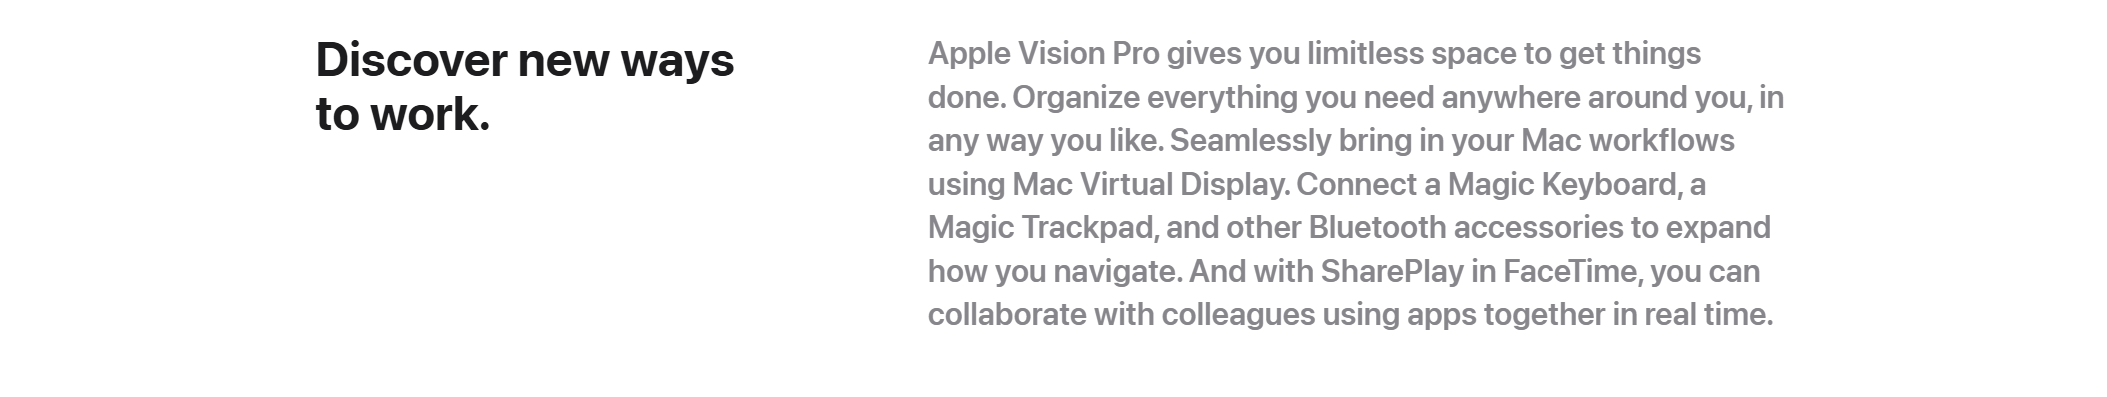 Discover new ways
to work.
Apple Vision Pro gives you limitless space to get things
done. Organize everything you need anywhere around you, in
any way you like. Seamlessly bring in your Mac workflows
using Mac Virtual Display. Connect a Magic Keyboard, a
Magic Trackpad, and other Bluetooth accessories to expand
how you navigate. And with SharePlay in FaceTime, you can
collaborate with colleagues using apps together in real time.